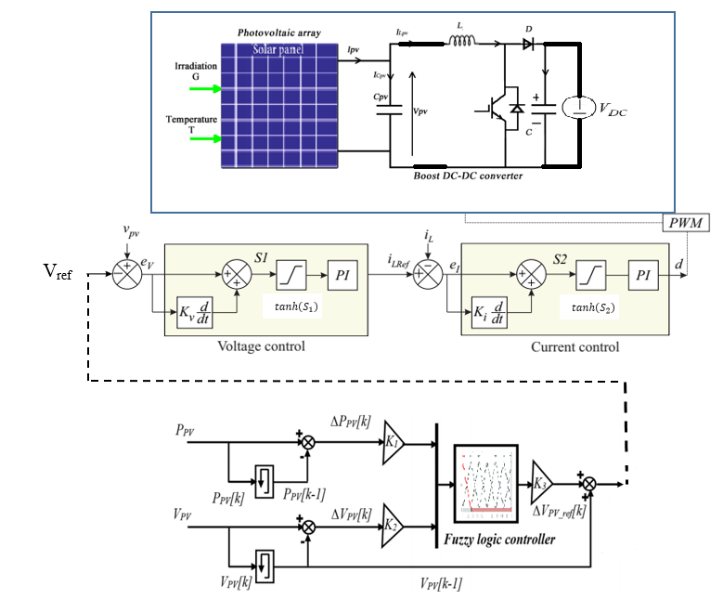 Photovoltaic array
Solar panel
Irradiation
G
Temperature
T
Ipv
ICpv
Cpv
Vpv
L
D
+
−
C
VDC
Boost DC-DC converter
PWM
vpv
Vref
+
−
eV
+
+
S1
PI
Kv d/dt
tanh(S1)
Voltage control
iLRef
iL
+
−
eI
+
+
S2
PI
d
Ki d/dt
tanh(S2)
Current control
PPV
+
-
ΔPPV[k]
K1
PPV[k]
PPV[k-1]
VPV
+
-
ΔVPV[k]
K2
VPV[k]
VPV[k-1]
Fuzzy logic controller
K3
+
+
ΔVPV_ref[k]